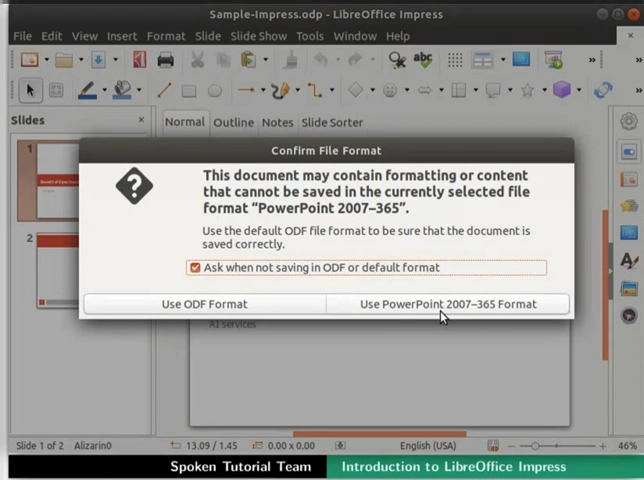 Sample-Impress.odp - LibreOffice Impress
File Edit View Insert Format Slide Slide Show Tools Window Help
Slides
Normal Outline Notes Slide Sorter
Confirm File Format
This document may contain formatting or content
that cannot be saved in the currently selected file
format “PowerPoint 2007–365”.
Use the default ODF file format to be sure that the document is
saved correctly.
Ask when not saving in ODF or default format
Use ODF Format
Use PowerPoint 2007–365 Format
1
2
AI services
Slide 1 of 2 Alizarin0 13.09 / 1.45 0.00 x 0.00 English (USA) 46%
Spoken Tutorial Team Introduction to LibreOffice Impress